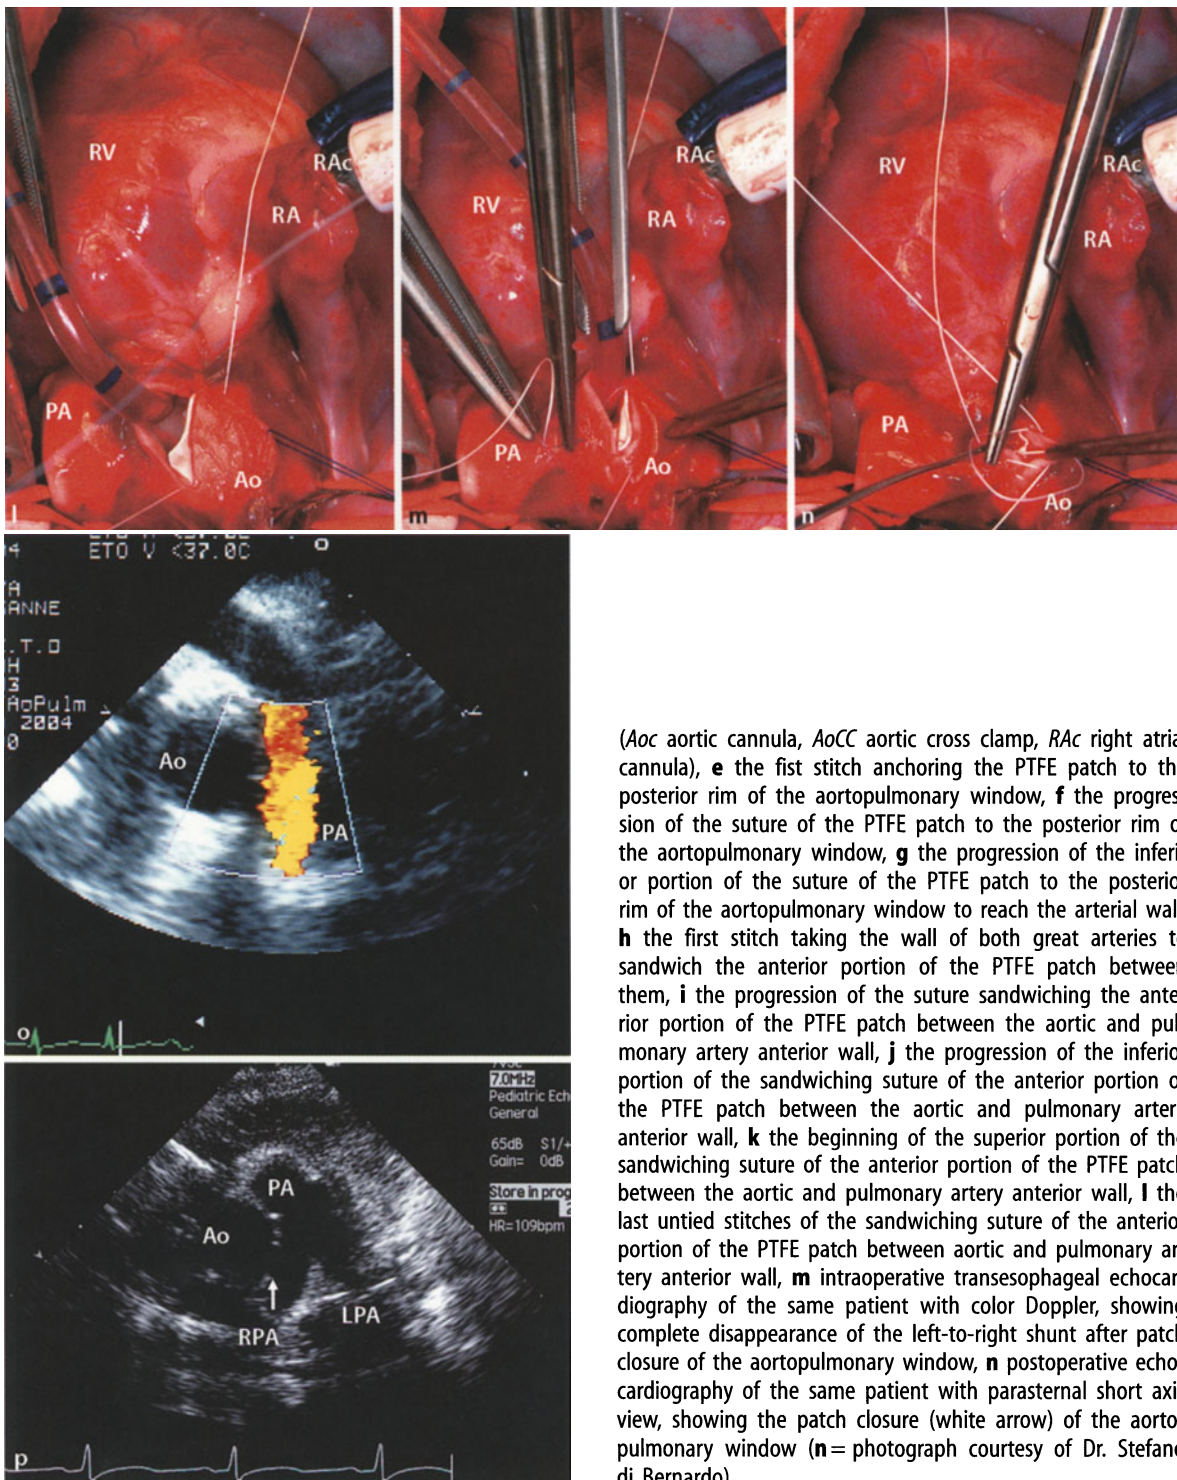 RV
RAc
RA
PA
Ao
l
RV
RAc
RA
PA
Ao
m
RV
RAc
RA
PA
Ao
n
ETO V <37.0C
ANNE
.T.O
H
3
AoPulm
2004
0
Ao
PA
o
7.0MHz
Pediatric Ech
General
65dB S1/+
Gain= 0dB
Store in prog
2
HR=109bpm
PA
Ao
RPA
LPA
p
(Aoc aortic cannula, AoCC aortic cross clamp, RAc right atria
cannula), e the fist stitch anchoring the PTFE patch to th
posterior rim of the aortopulmonary window, f the progres
sion of the suture of the PTFE patch to the posterior rim o
the aortopulmonary window, g the progression of the inferi
or portion of the suture of the PTFE patch to the posterio
rim of the aortopulmonary window to reach the arterial wal
h the first stitch taking the wall of both great arteries t
sandwich the anterior portion of the PTFE patch between
them, i the progression of the suture sandwiching the ante
rior portion of the PTFE patch between the aortic and pul
monary artery anterior wall, j the progression of the inferio
portion of the sandwiching suture of the anterior portion o
the PTFE patch between the aortic and pulmonary arter
anterior wall, k the beginning of the superior portion of th
sandwiching suture of the anterior portion of the PTFE patc
between the aortic and pulmonary artery anterior wall, l th
last untied stitches of the sandwiching suture of the anterio
portion of the PTFE patch between aortic and pulmonary ar
tery anterior wall, m intraoperative transesophageal echocar
diography of the same patient with color Doppler, showing
complete disappearance of the left-to-right shunt after patc
closure of the aortopulmonary window, n postoperative echo
cardiography of the same patient with parasternal short axi
view, showing the patch closure (white arrow) of the aorto
pulmonary window (n = photograph courtesy of Dr. Stefan
di Bernardo)